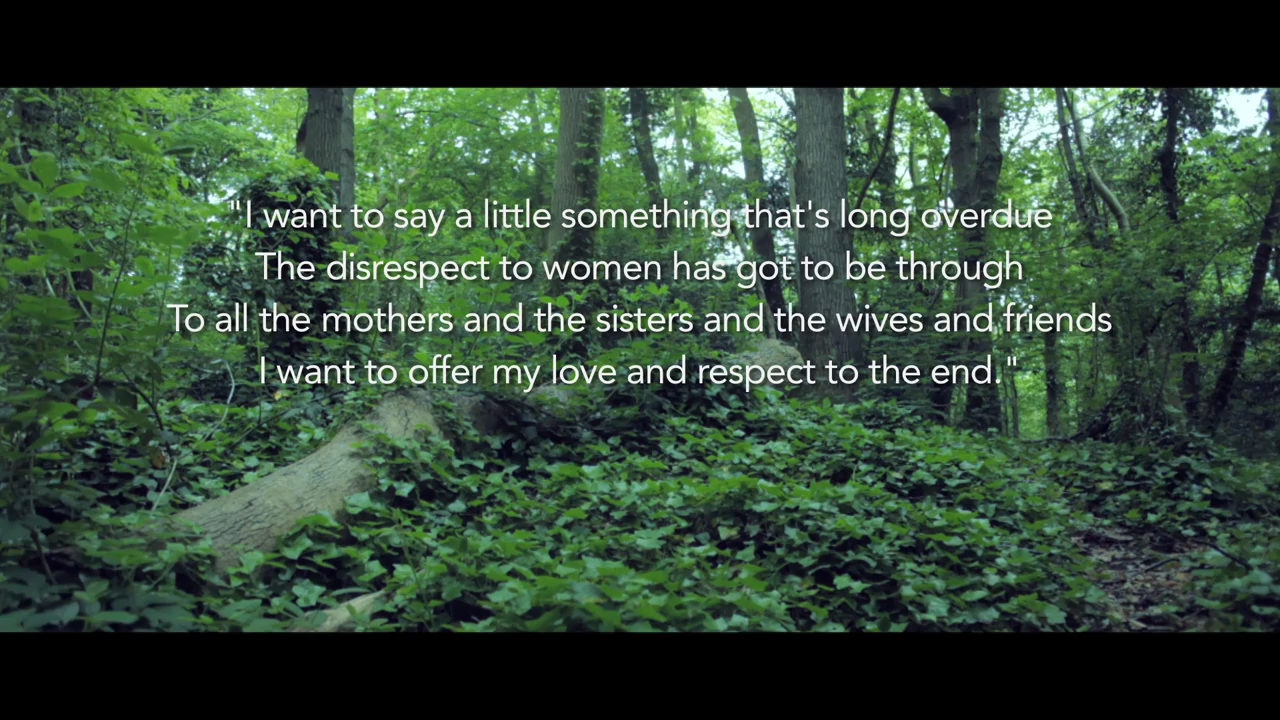 "I want to say a little something that's long overdue
The disrespect to women has got to be through
To all the mothers and the sisters and the wives and friends
I want to offer my love and respect to the end."